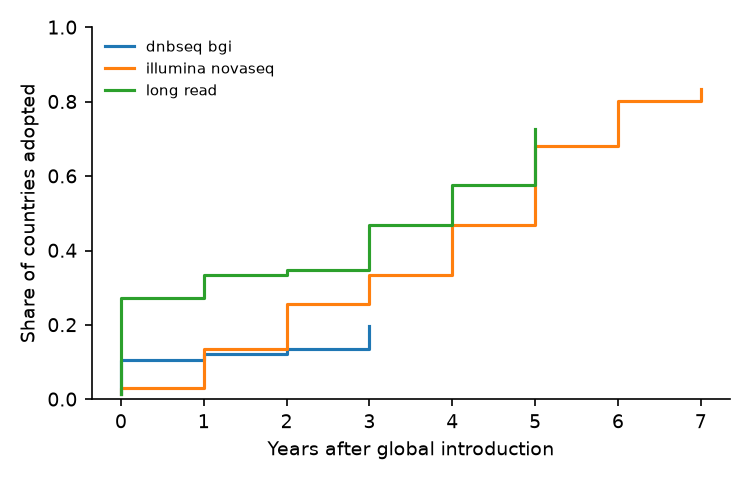 1.0
0.8
0.6
0.4
0.2
0.0
Share of countries adopted
dnbseq bgi
illumina novaseq
long read
0 1 2 3 4 5 6 7
Years after global introduction